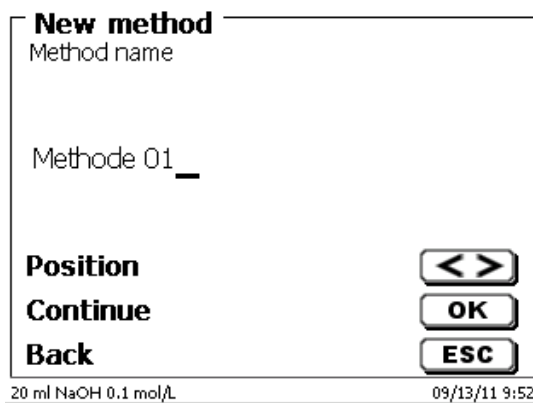 New method
Method name
Methode 01_
Position < >
Continue OK
Back ESC
20 ml NaOH 0.1 mol/L 09/13/11 9:52